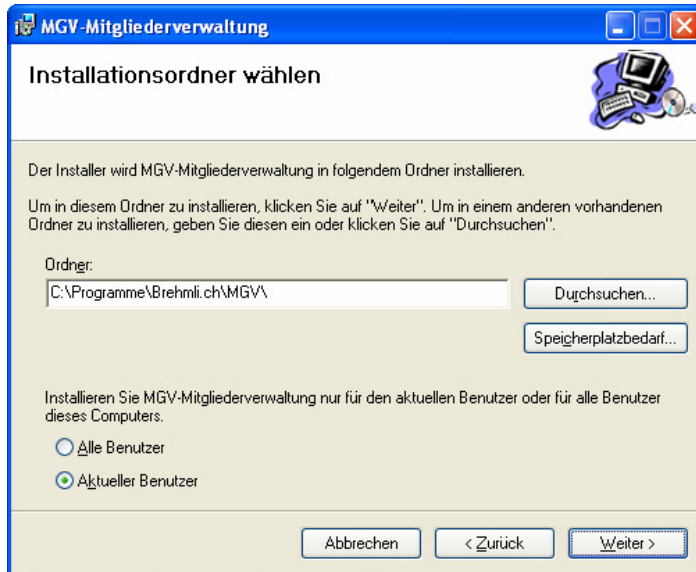 MGV-Mitgliederverwaltung
Installationsordner wählen
Der Installer wird MGV-Mitgliederverwaltung in folgendem Ordner installieren.
Um in diesem Ordner zu installieren, klicken Sie auf "Weiter". Um in einem anderen vorhandenen
Ordner zu installieren, geben Sie diesen ein oder klicken Sie auf "Durchsuchen".
Ordner:
C:\Programme\Brehmli.ch\MGV\
Durchsuchen...
Speicherplatzbedarf...
Installieren Sie MGV-Mitgliederverwaltung nur für den aktuellen Benutzer oder für alle Benutzer
dieses Computers.
Alle Benutzer
Aktueller Benutzer
Abbrechen
< Zurück
Weiter >